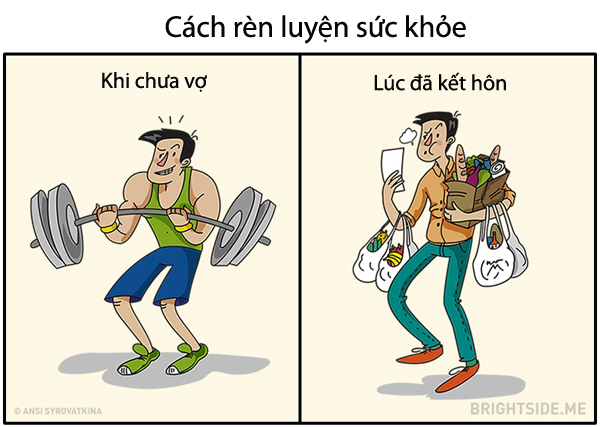 Cách rèn luyện sức khỏe
Khi chưa vợ
Lúc đã kết hôn
© ANSI SYROVATKINA
BRIGHTSIDE.ME